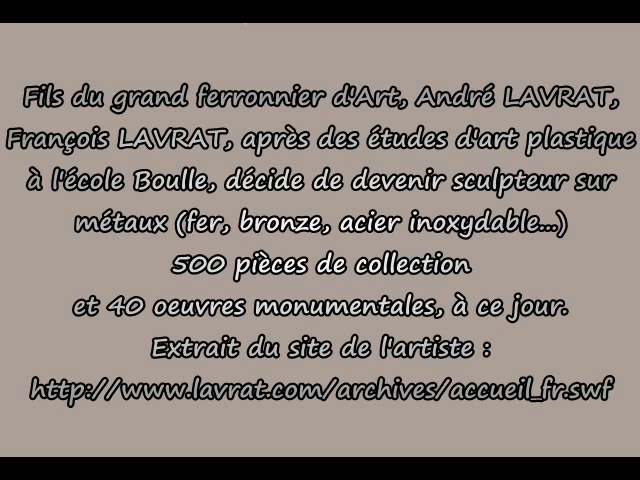 Fils du grand ferronnier d'Art, André LAVRAT,
François LAVRAT, après des études d'art plastique
à l'école Boulle, décide de devenir sculpteur sur
métaux (fer, bronze, acier inoxydable...)
500 pièces de collection
et 40 oeuvres monumentales, à ce jour.
Extrait du site de l'artiste :
http://www.lavrat.com/archives/accueil_fr.swf